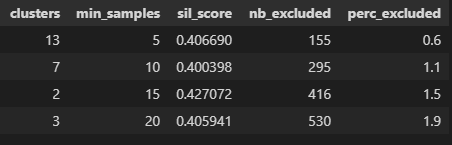 clusters min_samples sil_score nb_excluded perc_excluded
13 5 0.406690 155 0.6
7 10 0.400398 295 1.1
2 15 0.427072 416 1.5
3 20 0.405941 530 1.9